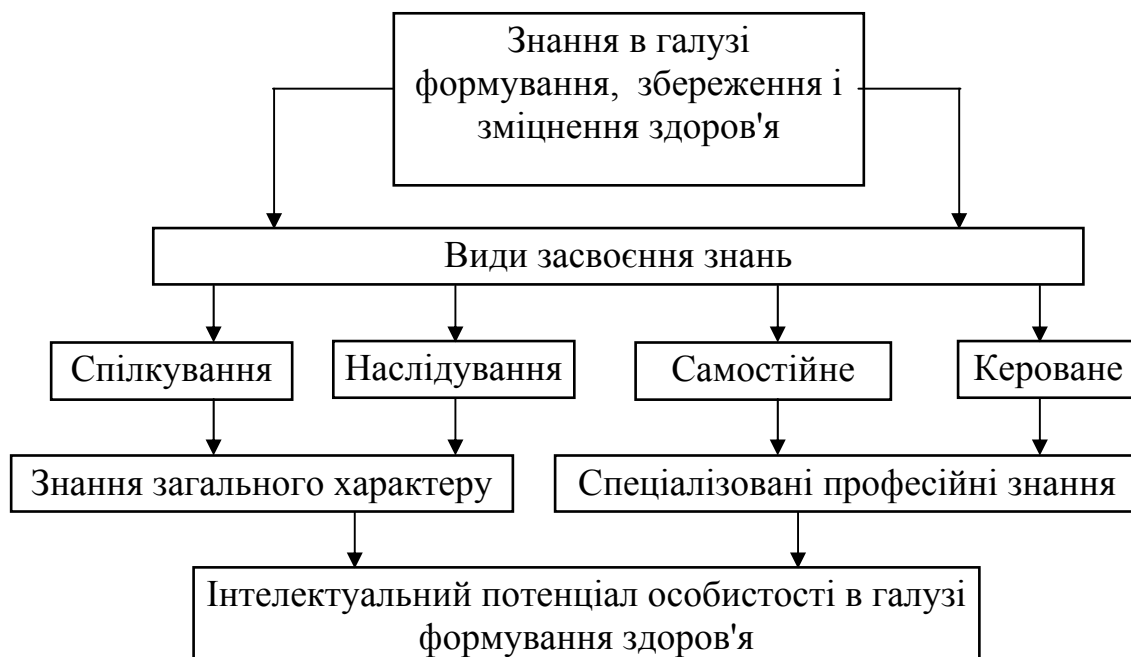 Знання в галузі
формування, збереження і
зміцнення здоров'я
Види засвоєння знань
Спілкування
Наслідування
Самостійне
Кероване
Знання загального характеру
Спеціалізовані професійні знання
Інтелектуальний потенціал особистості в галузі
формування здоров'я